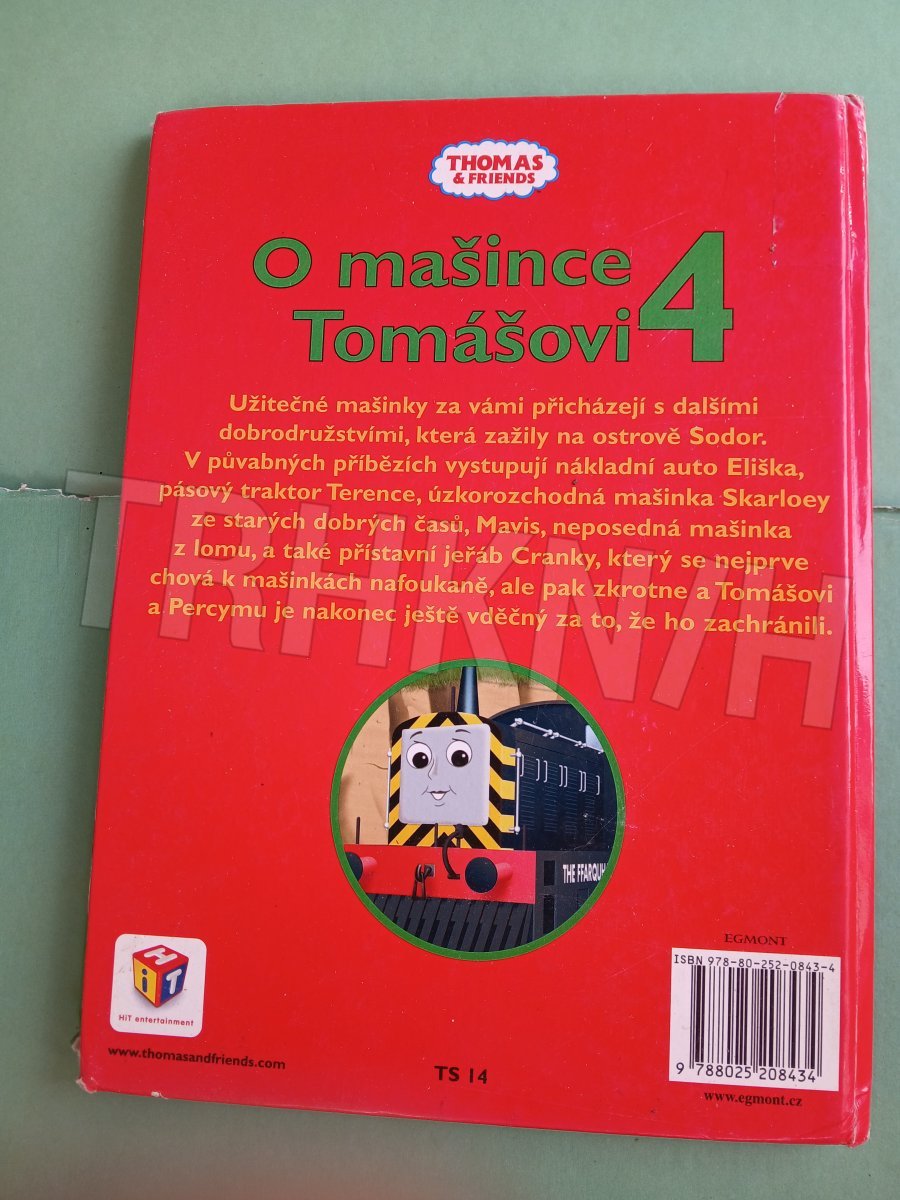 THOMAS
& FRIENDS
O mašince 4
Tomášovi
Užitečné mašinky za vámi přicházejí s dalšími
dobrodružstvími, která zažily na ostrově Sodor.
V půvabných příbězích vystupují nákladní auto Eliška,
pásový traktor Terence, úzkorozchodná mašinka Skarloey
ze starých dobrých časů, Mavis, neposedná mašinka
z lomu, a také přístavní jeřáb Cranky, který se nejprve
chová k mašinkách nafoukaně, ale pak zkrotne a Tomášovi
a Percymu je nakonec ještě vděčný za to, že ho zachránili.
TRHKNIH
THE FFARQUH
HiT
HiT entertainment
www.thomasandfriends.com
TS 14
EGMONT
ISBN 978-80-252-0843-4
9 788025 208434
www.egmont.cz